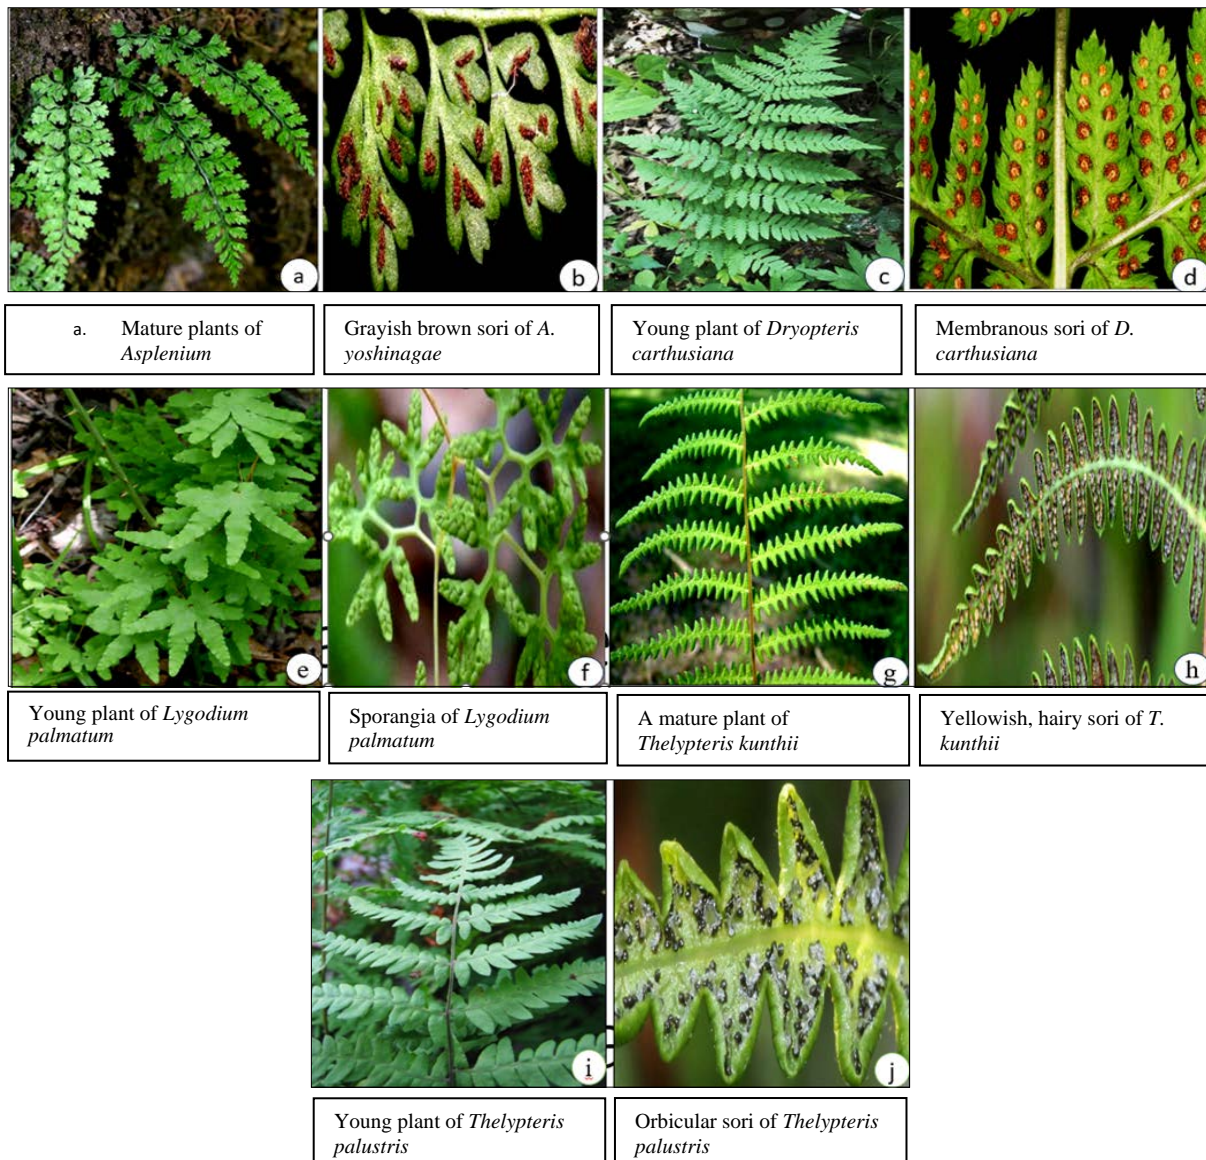 a
b
c
d
a. Mature plants of
Asplenium
Grayish brown sori of A.
yoshinagae
Young plant of Dryopteris
carthusiana
Membranous sori of D.
carthusiana
e
f
g
h
Young plant of Lygodium
palmatum
Sporangia of Lygodium
palmatum
A mature plant of
Thelypteris kunthii
Yellowish, hairy sori of T.
kunthii
i
j
Young plant of Thelypteris
palustris
Orbicular sori of Thelypteris
palustris